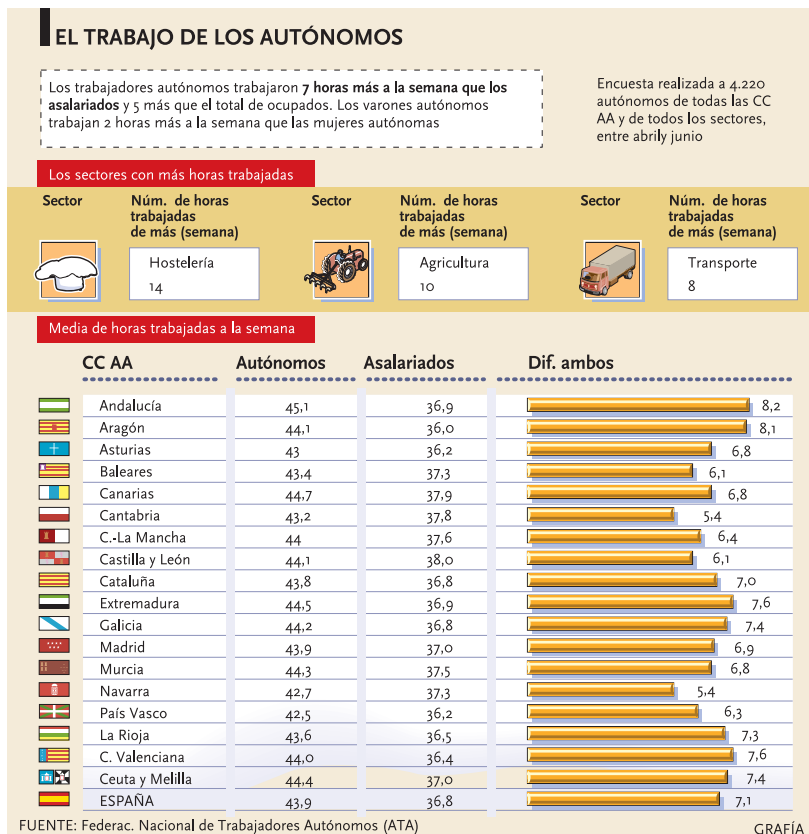 EL TRABAJO DE LOS AUTÓNOMOS
Los trabajadores autónomos trabajaron 7 horas más a la semana que los
asalariados y 5 más que el total de ocupados. Los varones autónomos
trabajan 2 horas más a la semana que las mujeres autónomas
Encuesta realizada a 4.220
autónomos de todas las CC
AA y de todos los sectores,
entre abrily junio
Los sectores con más horas trabajadas
Sector
Núm. de horas
trabajadas
de más (semana)
Hostelería
14
Sector
Núm. de horas
trabajadas
de más (semana)
Agricultura
10
Sector
Núm. de horas
trabajadas
de más (semana)
Transporte
8
Media de horas trabajadas a la semana
CC AA Autónomos Asalariados Dif. ambos
Andalucía 45,1 36,9 8,2
Aragón 44,1 36,0 8,1
Asturias 43 36,2 6,8
Baleares 43,4 37,3 6,1
Canarias 44,7 37,9 6,8
Cantabria 43,2 37,8 5,4
C.-La Mancha 44 37,6 6,4
Castilla y León 44,1 38,0 6,1
Cataluña 43,8 36,8 7,0
Extremadura 44,5 36,9 7,6
Galicia 44,2 36,8 7,4
Madrid 43,9 37,0 6,9
Murcia 44,3 37,5 6,8
Navarra 42,7 37,3 5,4
País Vasco 42,5 36,2 6,3
La Rioja 43,6 36,5 7,3
C. Valenciana 44,0 36,4 7,6
Ceuta y Melilla 44,4 37,0 7,4
ESPAÑA 43,9 36,8 7,1
FUENTE: Federac. Nacional de Trabajadores Autónomos (ATA)
GRAFÍA